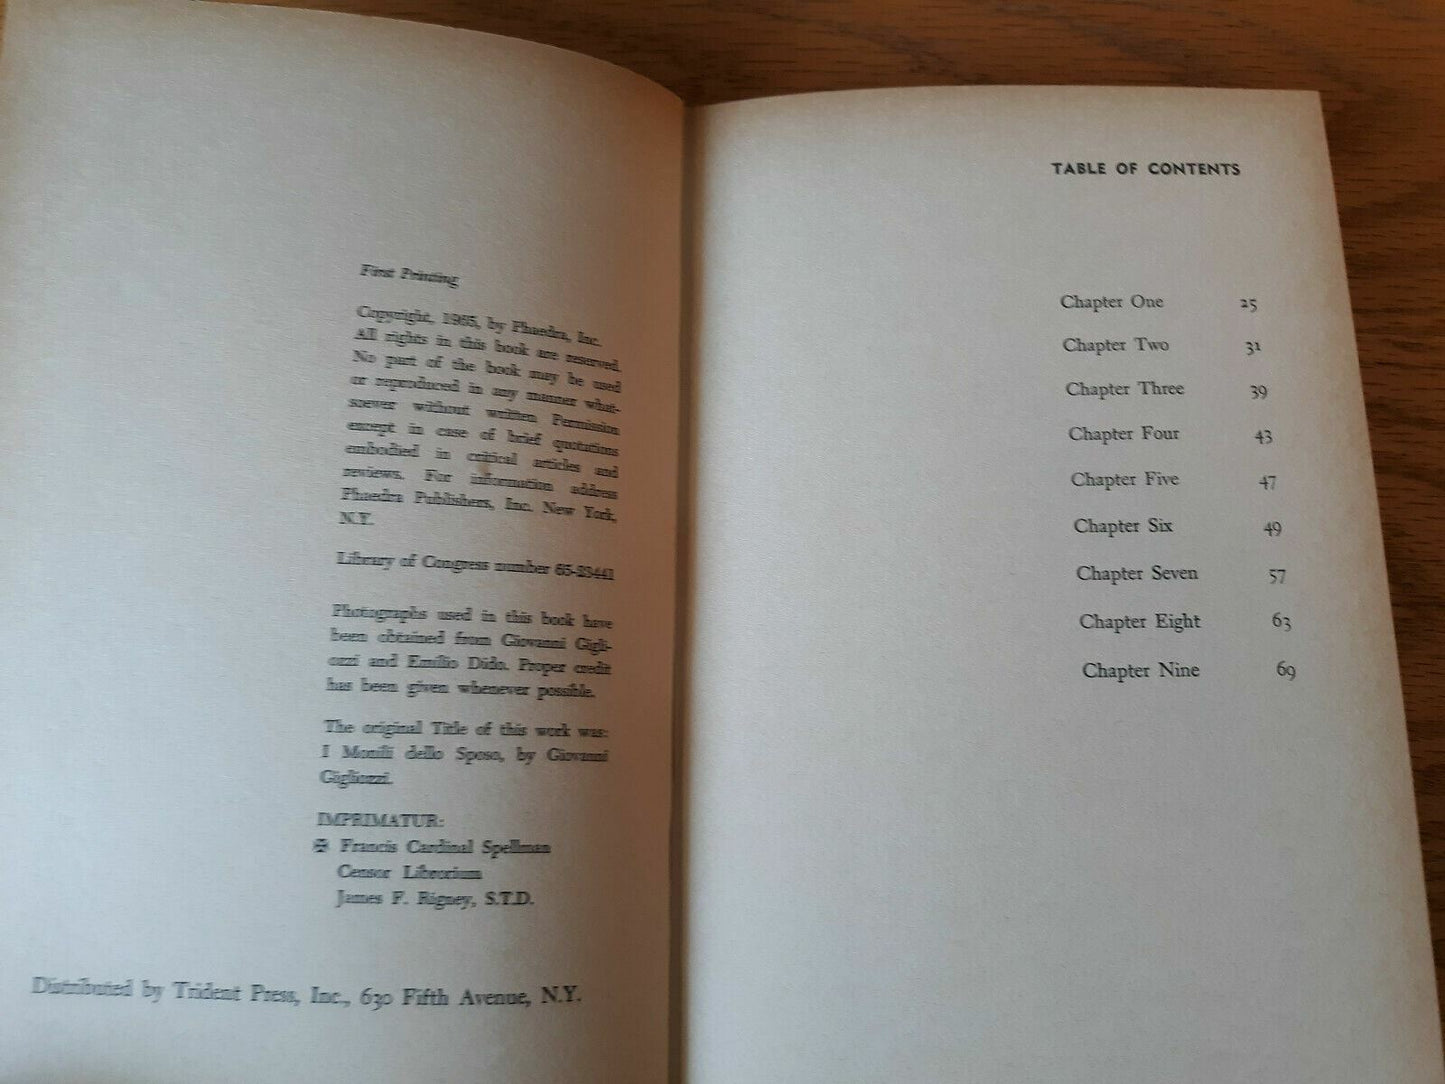 First Printing
Copyright, 1965, by Phaedra, Inc.
All rights in this book are reserved.
No part of the book may be used
or reproduced in any manner what-
soever without written Permission
except in case of brief quotations
embodied in critical articles and
reviews. For information address
Phaedra Publishers, Inc. New York,
N.Y.
Library of Congress number 65-23441
Photographs used in this book have
been obtained from Giovanni Gigli-
ozzi and Emilio Dido. Proper credit
has been given whenever possible.
The original Title of this work was:
I Monili dello Sposo, by Giovanni
Gigliozzi.
IMPRIMATUR:
✠ Francis Cardinal Spellman
Censor Librorium
James F. Rigney, S.T.D.
Distributed by Trident Press, Inc., 630 Fifth Avenue, N.Y.
TABLE OF CONTENTS
Chapter One 25
Chapter Two 31
Chapter Three 39
Chapter Four 43
Chapter Five 47
Chapter Six 49
Chapter Seven 57
Chapter Eight 63
Chapter Nine 69